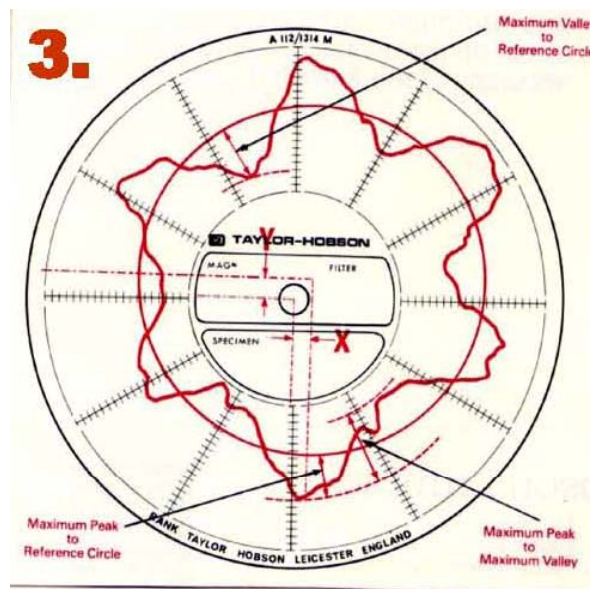 3.
A 112/1314 M
Maximum Valle
to
Reference Circle
TAYLOR-HOBSON
Y
MAGN
FILTER
SPECIMEN
X
Maximum Peak
to
Reference Circle
RANK TAYLOR HOBSON LEICESTER ENGLAND
Maximum Peak
to
Maximum Valley